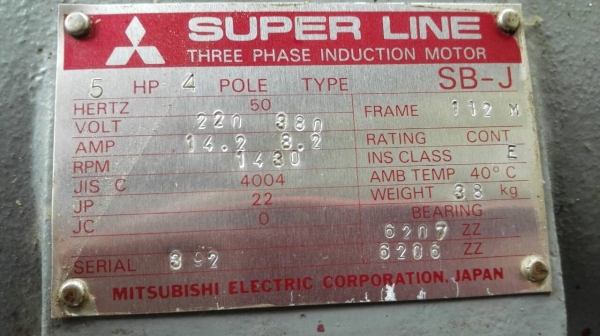 SUPER LINE
THREE PHASE INDUCTION MOTOR
5 HP 4 POLE TYPE SB-J
HERTZ 50 FRAME 112 M
VOLT 220 380
AMP 14.2 8.2 RATING CONT
RPM 1430 INS CLASS E
JIS C 4004 AMB TEMP 40°C
JP 22 WEIGHT 38 kg
JC 0 BEARING
6207 ZZ
SERIAL 392 6206 ZZ
MITSUBISHI ELECTRIC CORPORATION. JAPAN